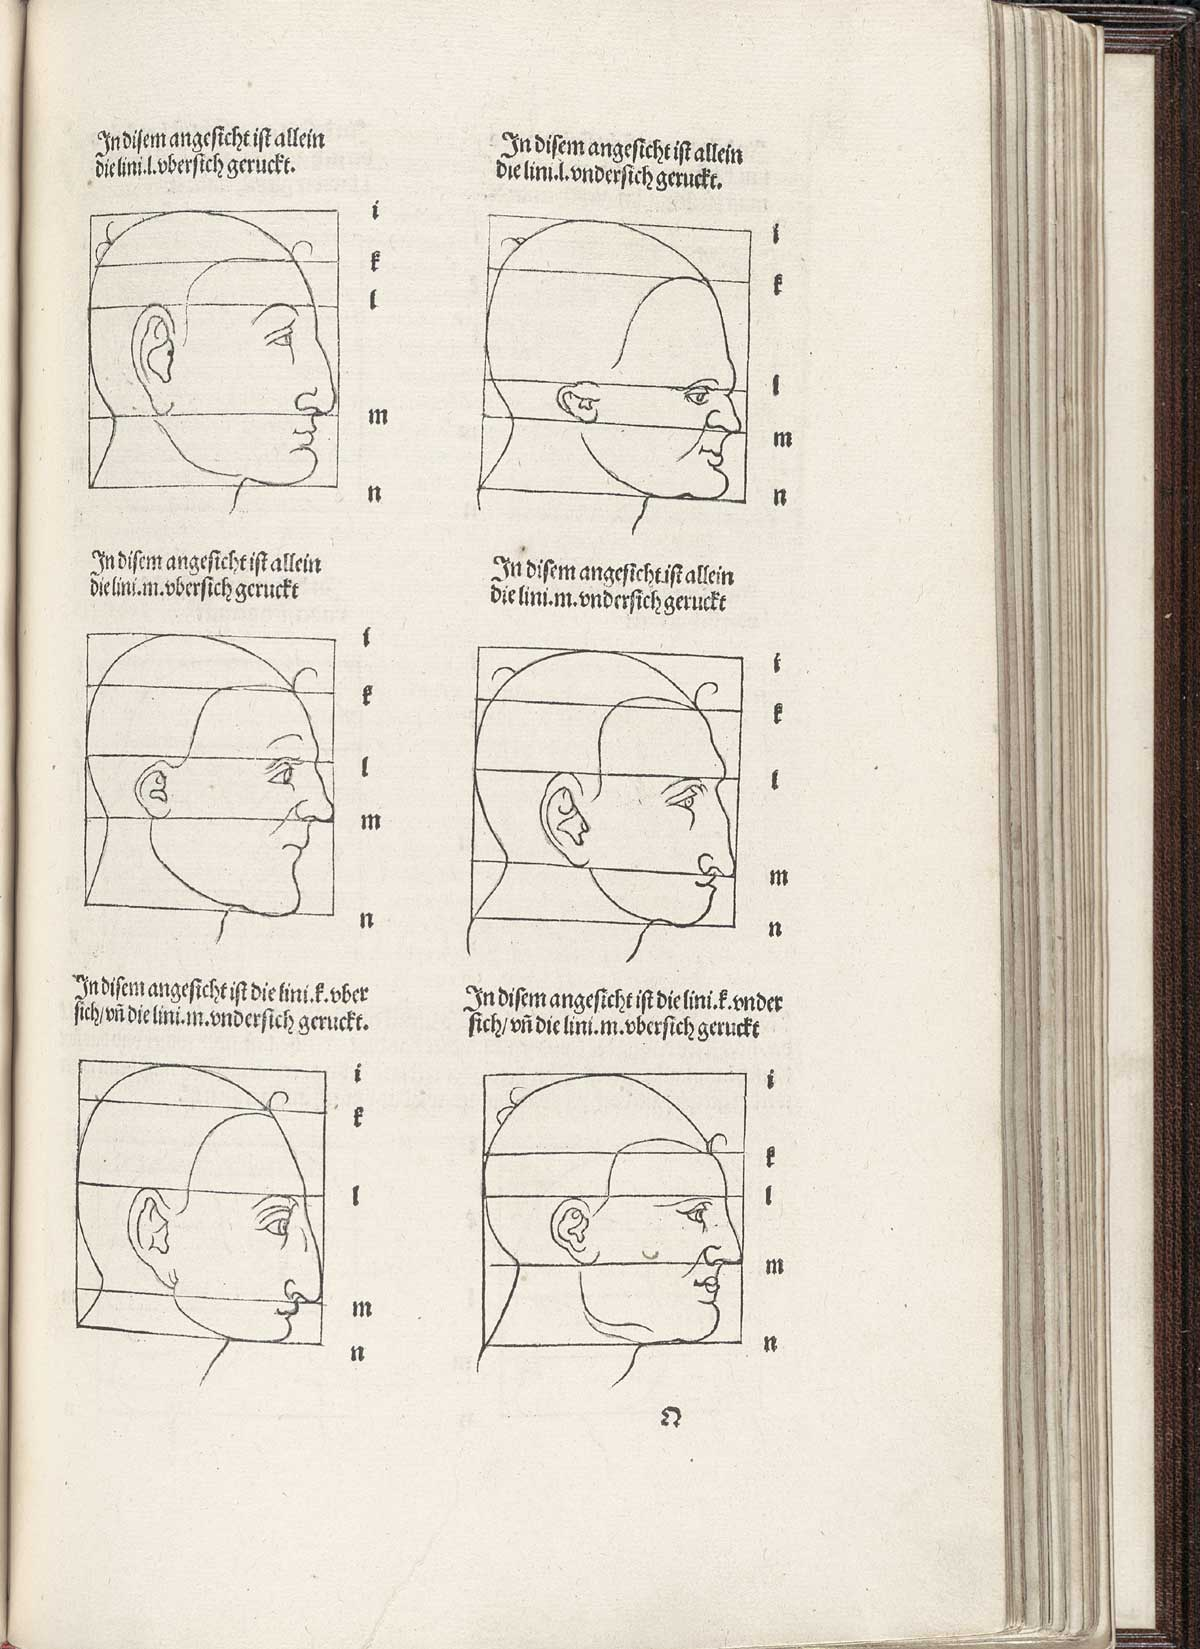 In disem angesicht ist allein
die lini.l.vbersich geruckt.
i
k
l
m
n
In disem angesicht ist allein
die lini.l.vndersich geruckt.
i
k
l
m
n
In disem angesicht ist allein
die lini.m.vbersich geruckt
l
k
l
m
n
In disem angesicht ist allein
die lini.m.vndersich geruckt
i
k
l
m
n
In disem angesicht ist die lini.k.vber
sich/vn̄ die lini.m.vndersich geruckt.
i
k
l
m
n
In disem angesicht ist die lini.k.vnder
sich/vn̄ die lini.m.vbersich geruckt
i
k
l
m
n